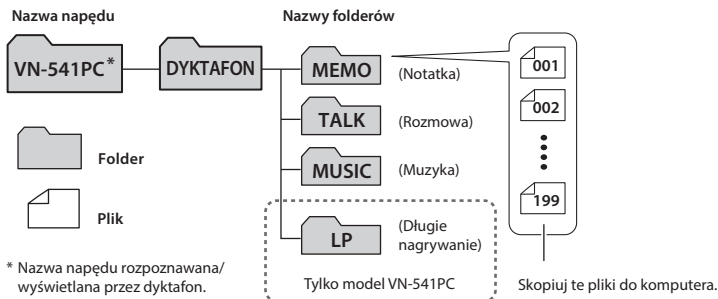 Nazwa napędu
Nazwy folderów
VN-541PC*
DYKTAFON
MEMO
(Notatka)
001
TALK
(Rozmowa)
002
Folder
MUSIC
(Muzyka)
Plik
199
LP
(Długie
nagrywanie)
* Nazwa napędu rozpoznawana/
wyświetlana przez dyktafon.
Tylko model VN-541PC
Skopiuj te pliki do komputera.